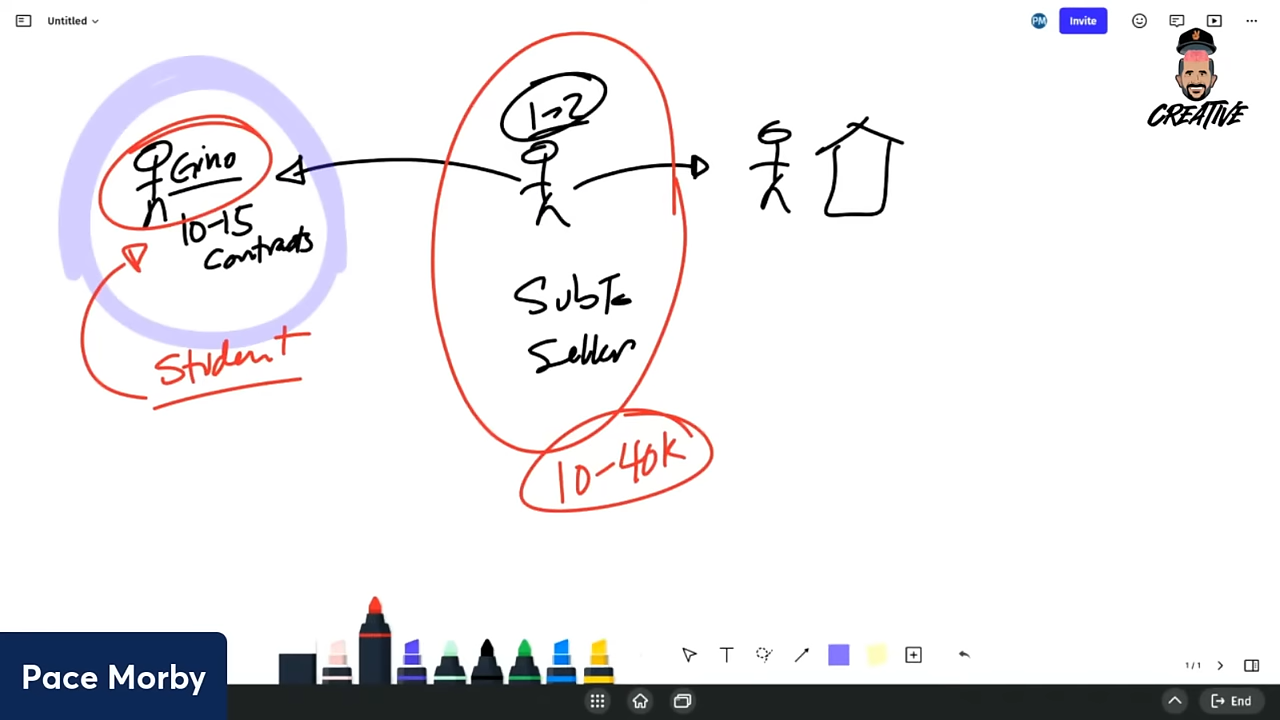 Untitled
PM
Invite
CREATIVE
1-2
Gino
10-15
Contracts
SubTo
Seller
Student
10-40K
T
1/1
End
Pace Morby